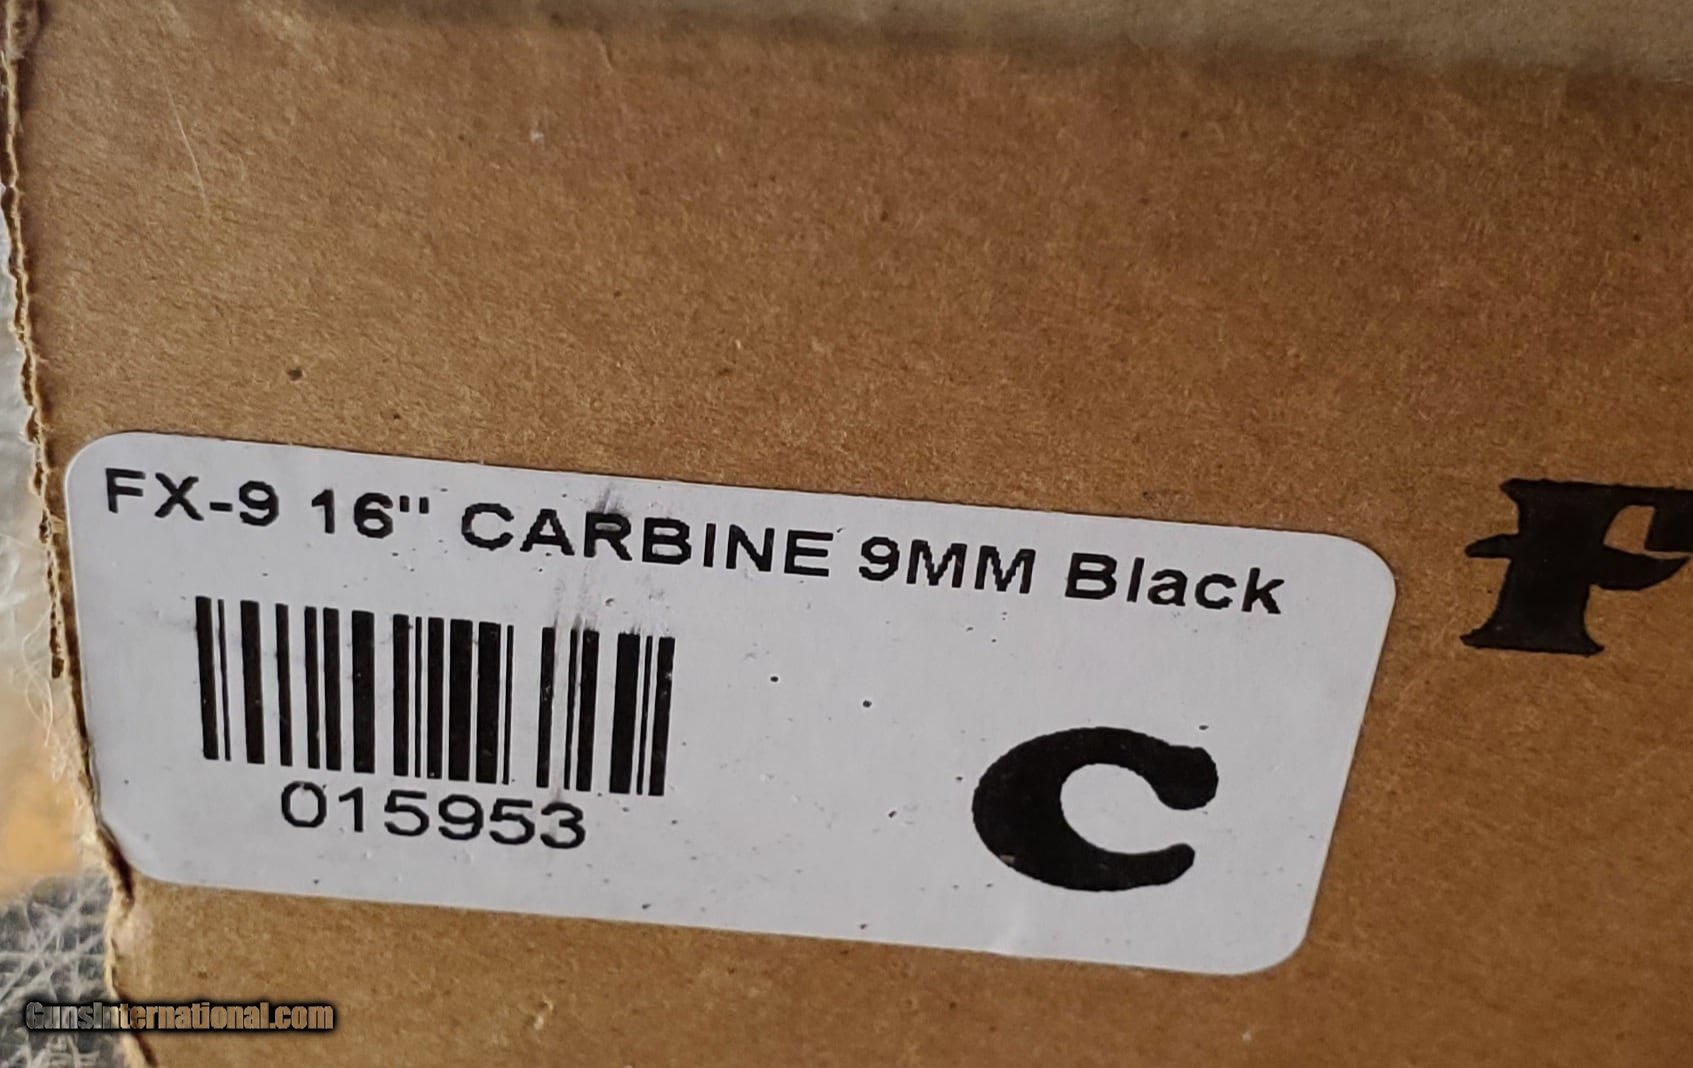 FX-9 16" CARBINE 9MM Black
F
015953
C
GunsInternational.com